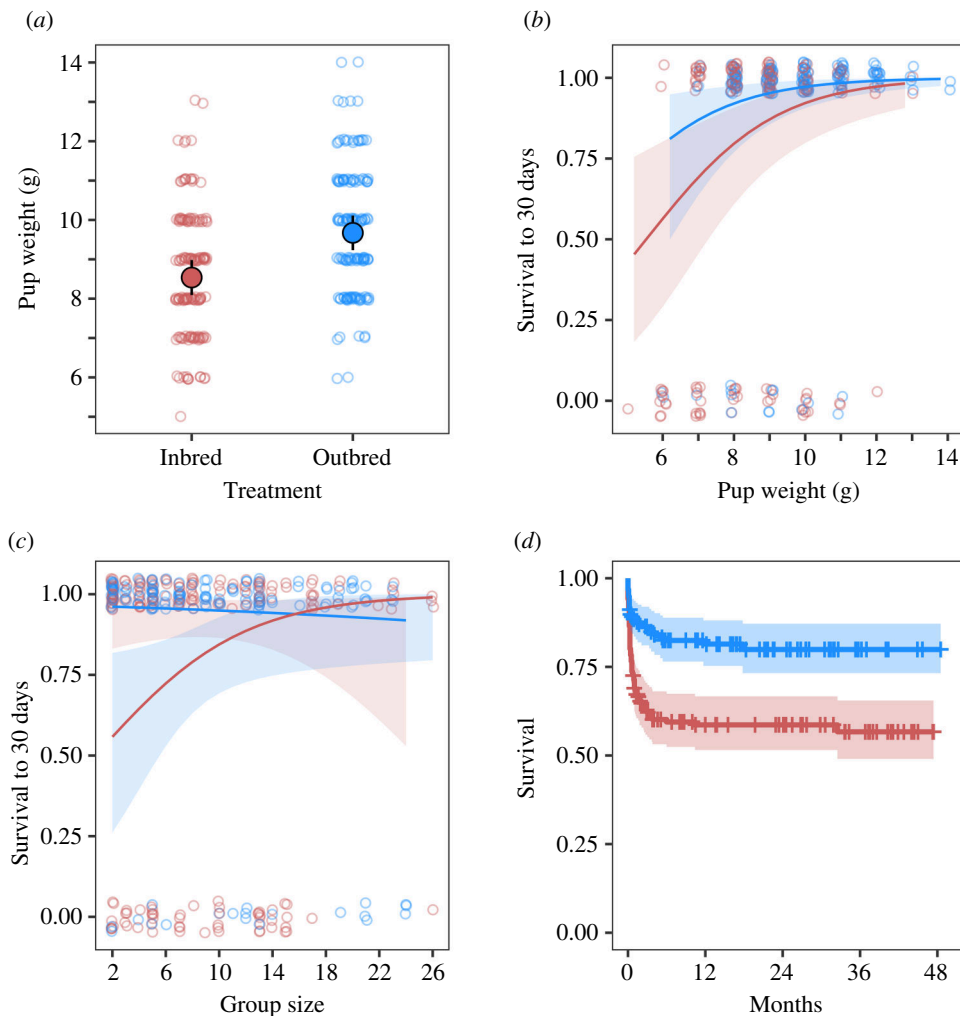 (a)
14
12
10
8
6
Pup weight (g)
Inbred
Outbred
Treatment
(b)
1.00
0.75
0.50
0.25
0.00
Survival to 30 days
6
8
10
12
14
Pup weight (g)
(c)
1.00
0.75
0.50
0.25
0.00
Survival to 30 days
2
6
10
14
18
22
26
Group size
(d)
1.00
0.75
0.50
0.25
0.00
Survival
0
12
24
36
48
Months